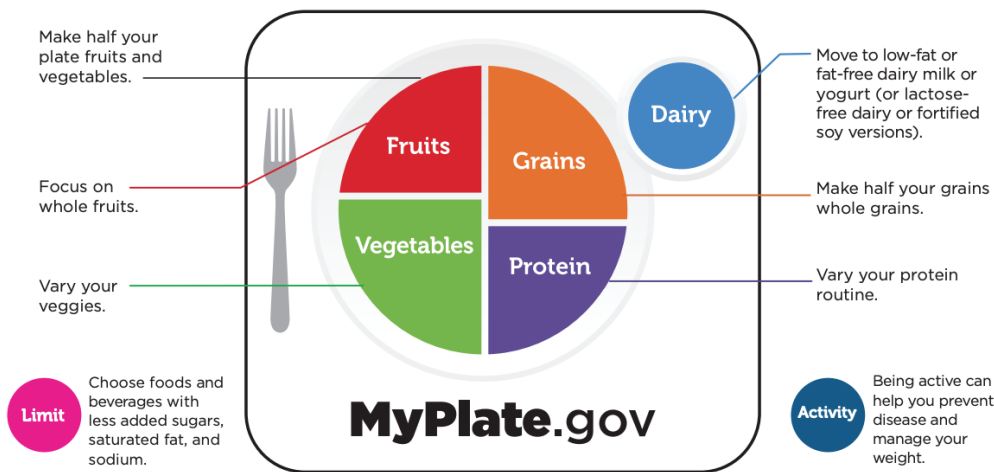 Make half your
plate fruits and
vegetables.
Focus on
whole fruits.
Vary your
veggies.
Fruits
Grains
Vegetables
Protein
Dairy
Move to low-fat or
fat-free dairy milk or
yogurt (or lactose-
free dairy or fortified
soy versions).
Make half your grains
whole grains.
Vary your protein
routine.
Limit
Choose foods and
beverages with
less added sugars,
saturated fat, and
sodium.
MyPlate.gov
Activity
Being active can
help you prevent
disease and
manage your
weight.